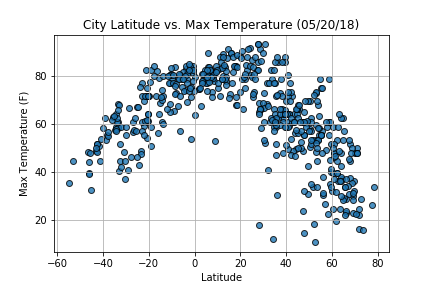 City Latitude vs. Max Temperature (05/20/18)
Max Temperature (F)
80
60
40
20
−60 −40 −20 0 20 40 60 80
Latitude